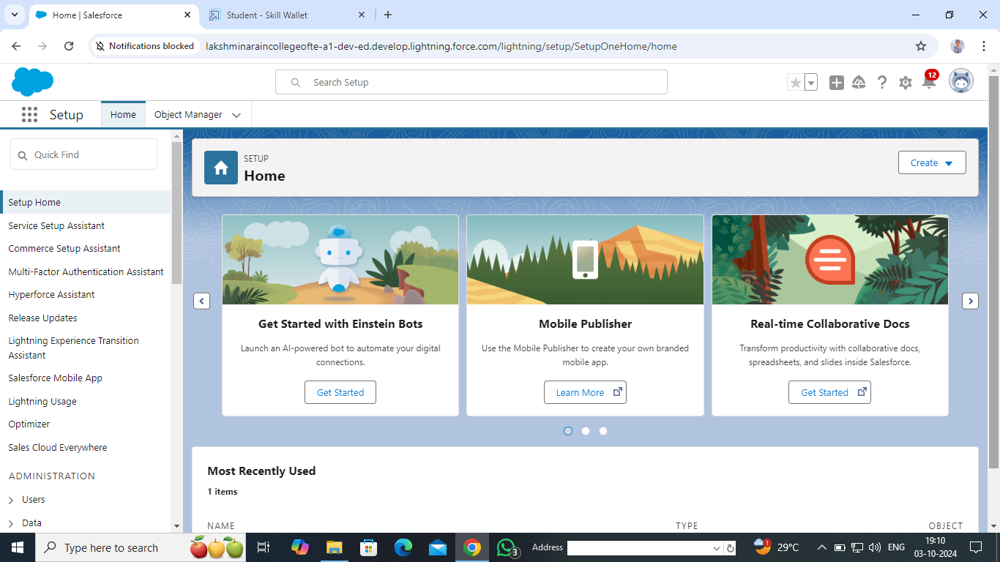 Home | Salesforce
Student - Skill Wallet
Notifications blocked
lakshminaraincollegeofte-a1-dev-ed.develop.lightning.force.com/lightning/setup/SetupOneHome/home
Search Setup
12
Setup
Home
Object Manager
Quick Find
Setup Home
Service Setup Assistant
Commerce Setup Assistant
Multi-Factor Authentication Assistant
Hyperforce Assistant
Release Updates
Lightning Experience Transition
Assistant
Salesforce Mobile App
Lightning Usage
Optimizer
Sales Cloud Everywhere
ADMINISTRATION
Users
Data
SETUP
Home
Create
Get Started with Einstein Bots
Launch an AI-powered bot to automate your digital
connections.
Get Started
Mobile Publisher
Use the Mobile Publisher to create your own branded
mobile app.
Learn More
Real-time Collaborative Docs
Transform productivity with collaborative docs,
spreadsheets, and slides inside Salesforce.
Get Started
Most Recently Used
1 items
NAME
TYPE
OBJECT
Type here to search
3
Address
1
29°C
ENG
19:10
03-10-2024